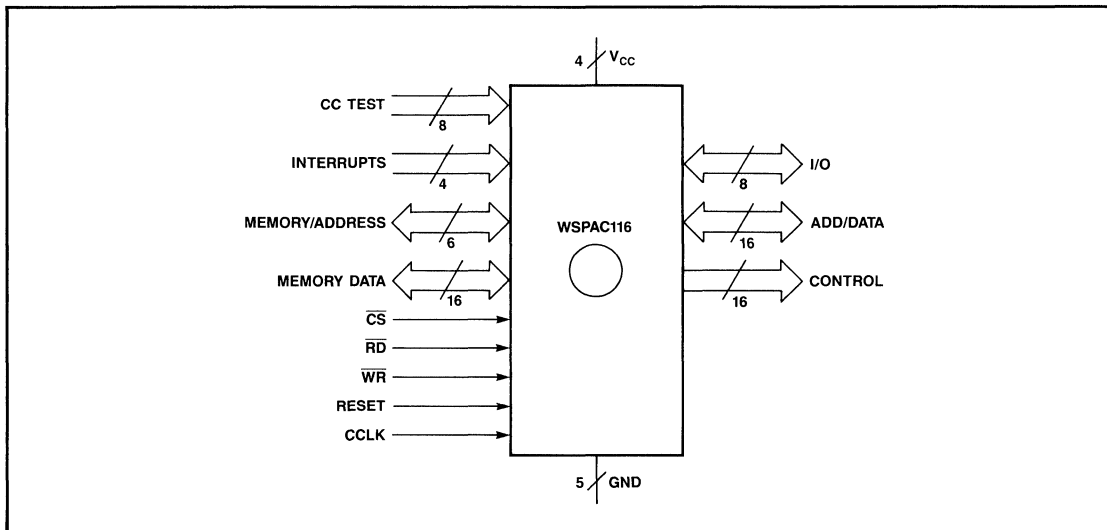 4 VCC
CC TEST
8
INTERRUPTS
4
I/O
8
MEMORY/ADDRESS
6
WSPAC116
ADD/DATA
16
MEMORY DATA
16
CONTROL
16
CS
RD
WR
RESET
CCLK
5 GND